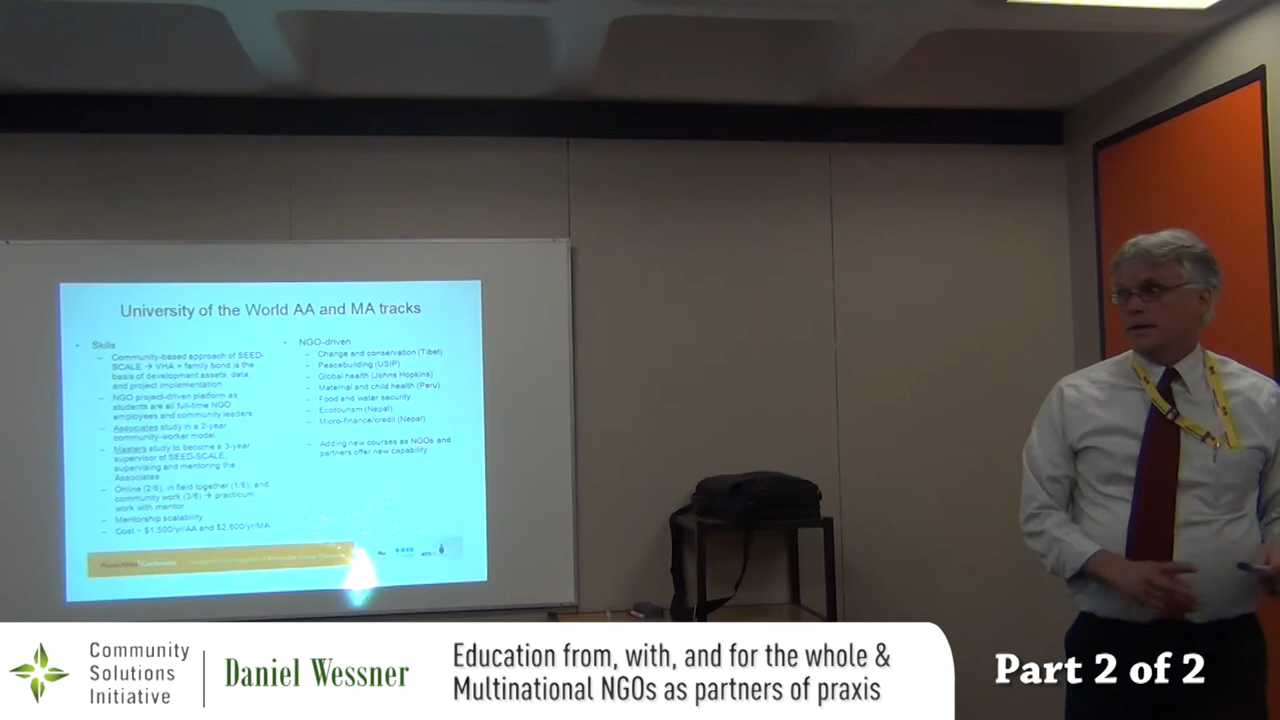 University of the World AA and MA tracks
• Skills
– Community-based approach of SEED-
SCALE → VHA + family bond is the
basis of development assets, data,
and project implementation
– NGO project-driven platform as
students are all full-time NGO
employees and community leaders
– Associates study in a 2-year
community-worker model
– Masters study to become a 3-year
supervisor of SEED-SCALE,
supervising and mentoring the
Associates
– Online (2/6), in field together (1/6), and
community work (3/6) → practicum
work with mentor
– Mentorship scalability
– Cost ~ $1,500/yr/AA and $2,600/yr/MA
• NGO-driven
– Change and conservation (Tibet)
– Peacebuilding (USIP)
– Global health (Johns Hopkins)
– Maternal and child health (Peru)
– Food and water security
– Ecotourism (Nepal)
– Micro-finance/credit (Nepal)
– Adding new courses as NGOs and
partners offer new capability
Conference
IEEE
Community
Solutions
Initiative
Daniel Wessner
Education from, with, and for the whole &
Multinational NGOs as partners of praxis
Part 2 of 2